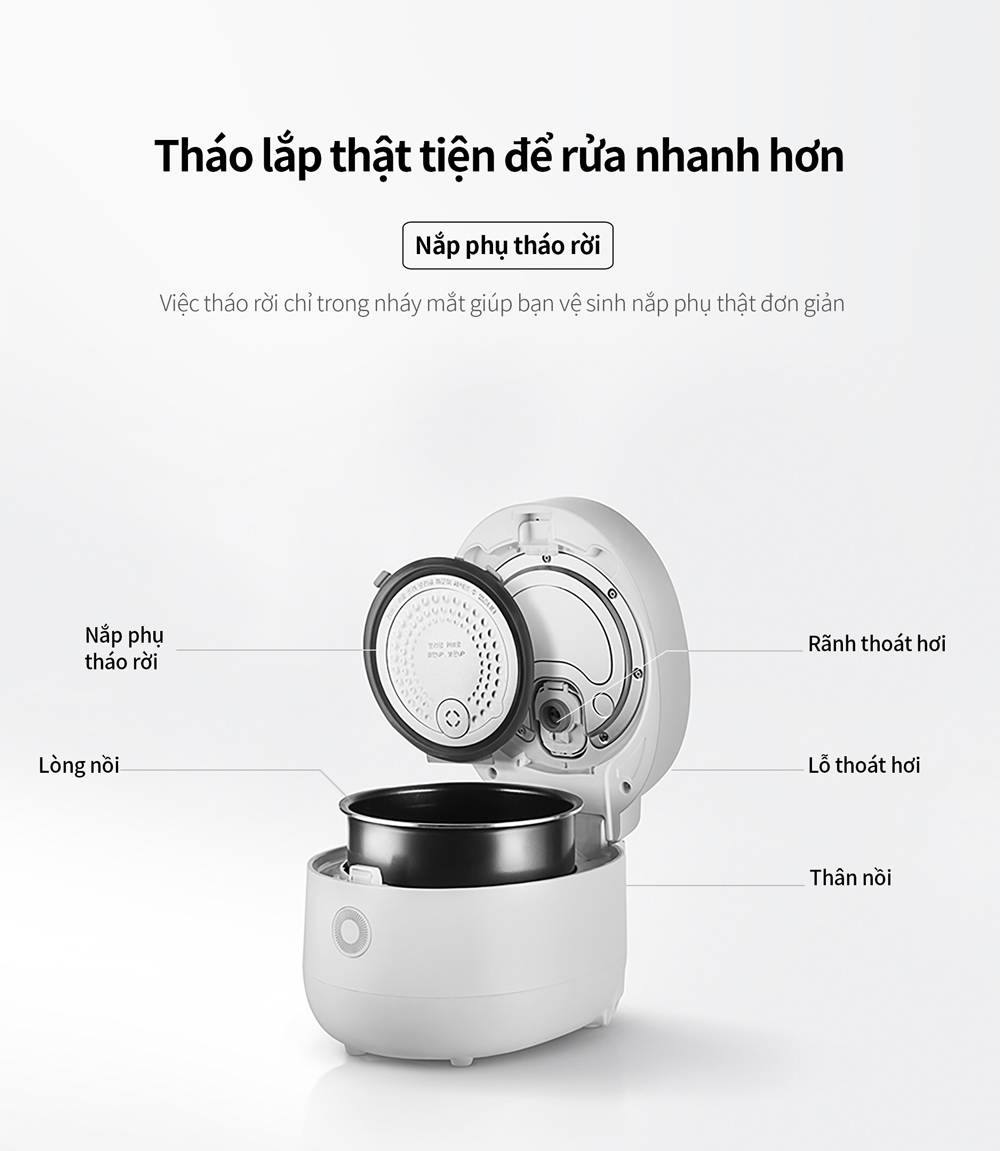 Tháo lắp thật tiện để rửa nhanh hơn
Nắp phụ tháo rời
Việc tháo rời chỉ trong nháy mắt giúp bạn vệ sinh nắp phụ thật đơn giản
Nắp phụ
tháo rời
Rãnh thoát hơi
Lòng nồi
Lỗ thoát hơi
Thân nồi